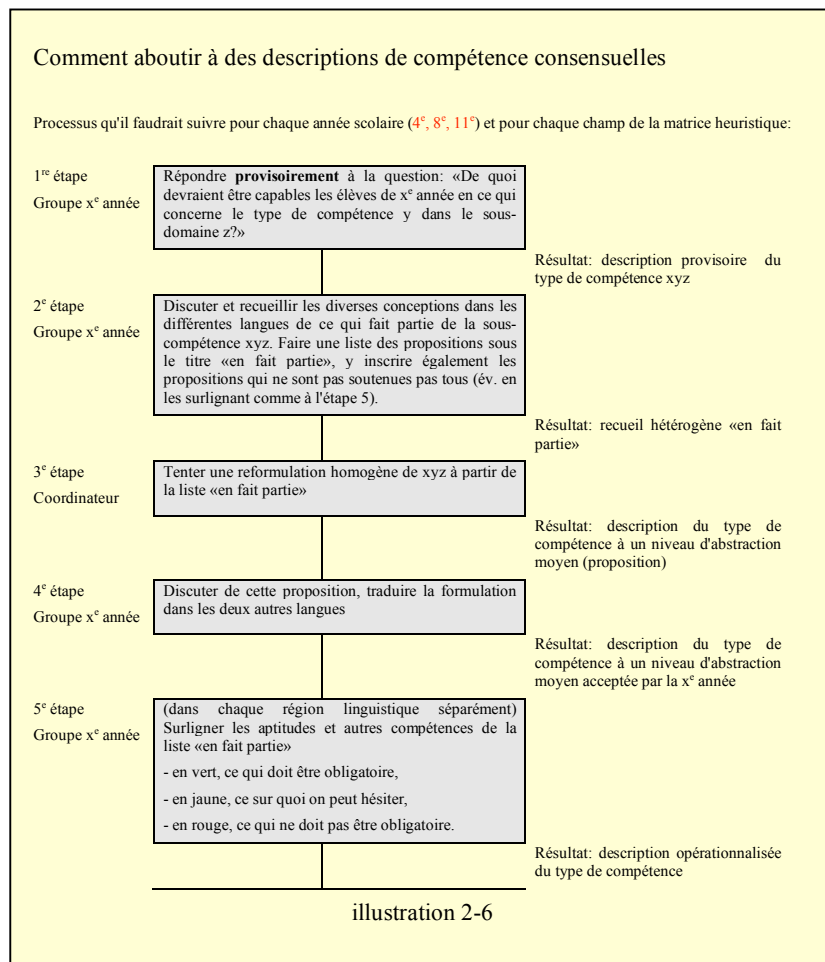 Comment aboutir à des descriptions de compétence consensuelles
Processus qu'il faudrait suivre pour chaque année scolaire (4e, 8e, 11e) et pour chaque champ de la matrice heuristique:
1re étape
Groupe xe année
Répondre provisoirement à la question: «De quoi
devraient être capables les élèves de xe année en ce qui
concerne le type de compétence y dans le sous-
domaine z?»
Résultat: description provisoire du
type de compétence xyz
2e étape
Groupe xe année
Discuter et recueillir les diverses conceptions dans les
différentes langues de ce qui fait partie de la sous-
compétence xyz. Faire une liste des propositions sous
le titre «en fait partie», y inscrire également les
propositions qui ne sont pas soutenues pas tous (év. en
les surlignant comme à l'étape 5).
Résultat: recueil hétérogène «en fait
partie»
3e étape
Coordinateur
Tenter une reformulation homogène de xyz à partir de
la liste «en fait partie»
Résultat: description du type de
compétence à un niveau d'abstraction
moyen (proposition)
4e étape
Groupe xe année
Discuter de cette proposition, traduire la formulation
dans les deux autres langues
Résultat: description du type de
compétence à un niveau d'abstraction
moyen acceptée par la xe année
5e étape
Groupe xe année
(dans chaque région linguistique séparément)
Surligner les aptitudes et autres compétences de la
liste «en fait partie»
- en vert, ce qui doit être obligatoire,
- en jaune, ce sur quoi on peut hésiter,
- en rouge, ce qui ne doit pas être obligatoire.
Résultat: description opérationnalisée
du type de compétence
illustration 2-6